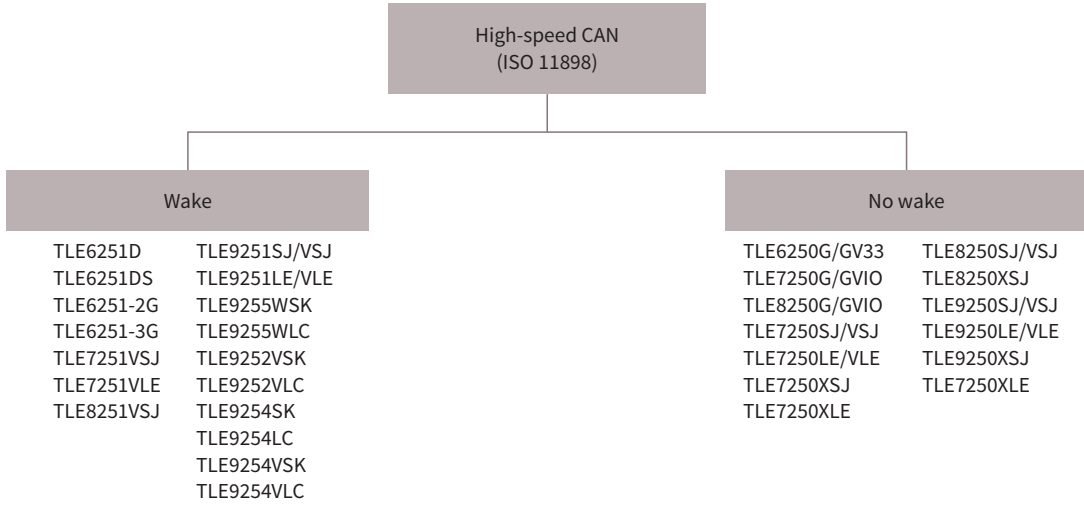 High-speed CAN
(ISO 11898)
Wake
TLE6251D
TLE6251DS
TLE6251-2G
TLE6251-3G
TLE7251VSJ
TLE7251VLE
TLE8251VSJ
TLE9251SJ/VSJ
TLE9251LE/VLE
TLE9255WSK
TLE9255WLC
TLE9252VSK
TLE9252VLC
TLE9254SK
TLE9254LC
TLE9254VSK
TLE9254VLC
No wake
TLE6250G/GV33
TLE7250G/GVIO
TLE8250G/GVIO
TLE7250SJ/VSJ
TLE7250LE/VLE
TLE7250XSJ
TLE7250XLE
TLE8250SJ/VSJ
TLE8250XSJ
TLE9250SJ/VSJ
TLE9250LE/VLE
TLE9250XSJ
TLE7250XLE